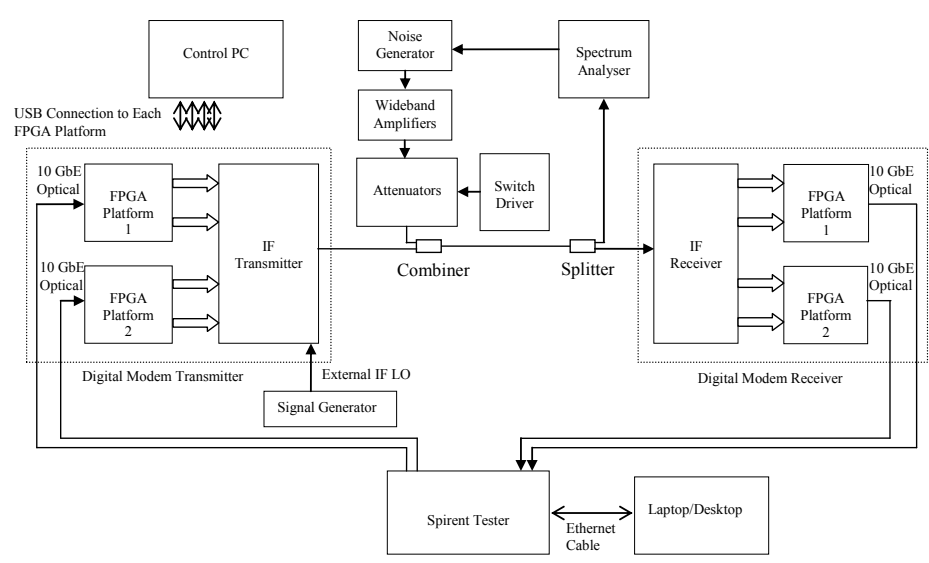 Control PC
Noise
Generator
Spectrum
Analyser
USB Connection to Each
FPGA Platform
Wideband
Amplifiers
Attenuators
Switch
Driver
10 GbE
Optical
FPGA
Platform
1
10 GbE
Optical
FPGA
Platform
2
IF
Transmitter
Combiner
Splitter
IF
Receiver
FPGA
Platform
1
10 GbE
Optical
FPGA
Platform
2
10 GbE
Optical
Digital Modem Transmitter
External IF LO
Signal Generator
Digital Modem Receiver
Spirent Tester
Ethernet
Cable
Laptop/Desktop